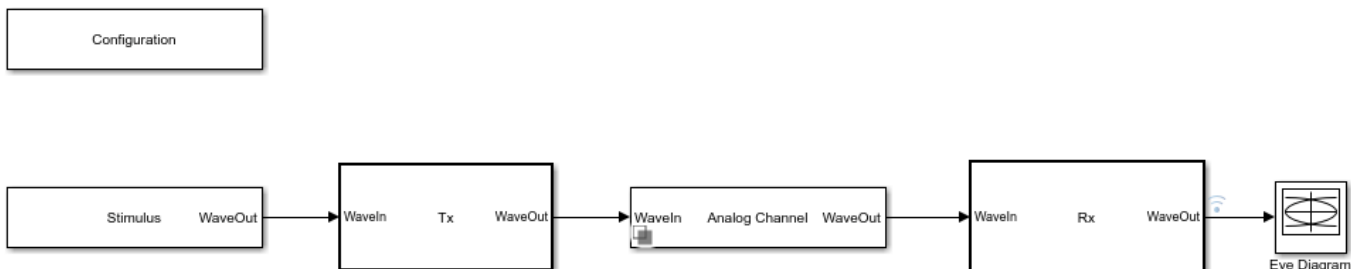 Configuration
Stimulus WaveOut WaveIn Tx WaveOut WaveIn Analog Channel WaveOut WaveIn Rx WaveOut
Eye Diagram